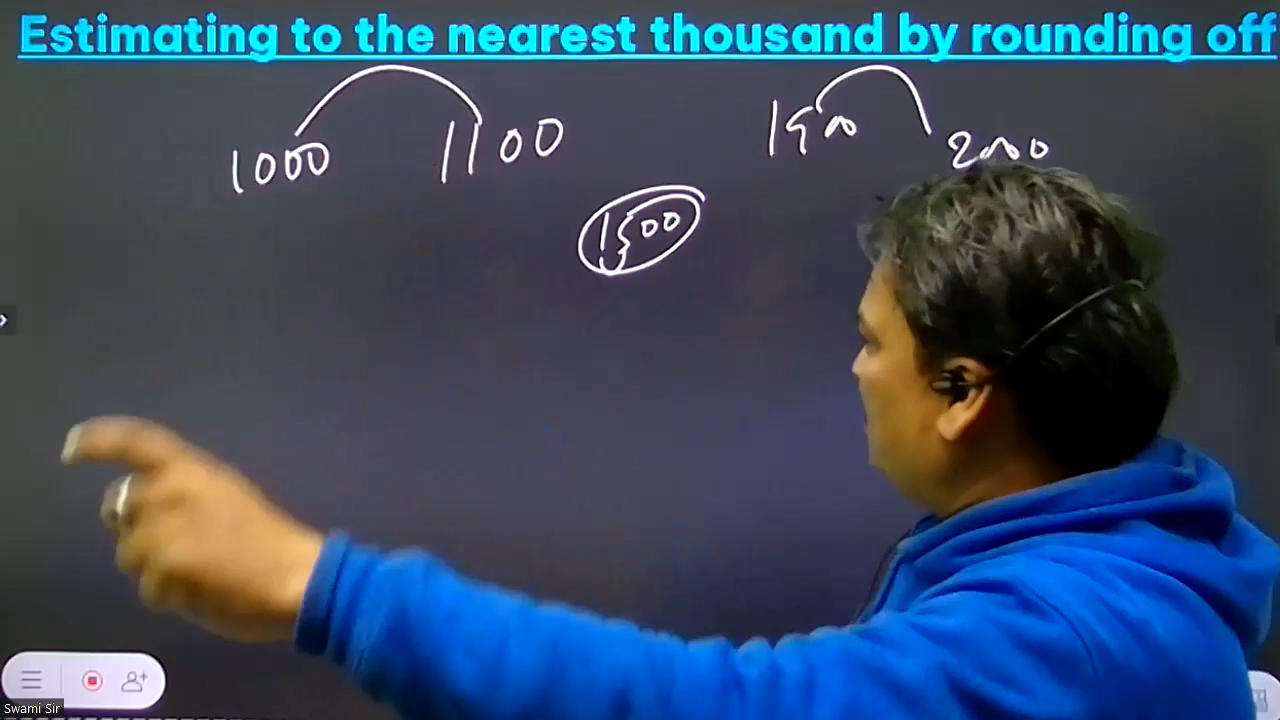 Estimating to the nearest thousand by rounding off
1000 1100 1900 2000
1500
Swami Sir